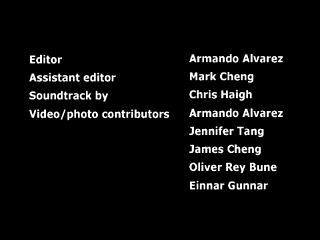 Editor Armando Alvarez
Assistant editor Mark Cheng
Soundtrack by Chris Haigh
Video/photo contributors Armando Alvarez
Jennifer Tang
James Cheng
Oliver Rey Bune
Einnar Gunnar